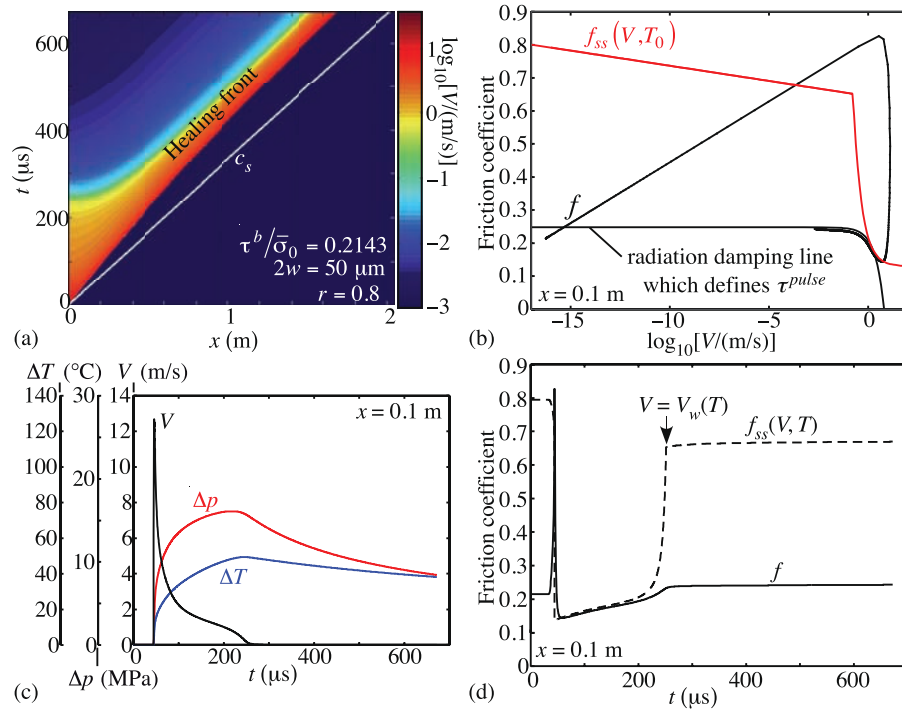 600
400
200
0
t (μs)
0
1
2
x (m)
(a)
Healing front
c_s
τ^b/σ̄_0 = 0.2143
2w = 50 μm
r = 0.8
1
0
−1
−2
−3
log10[V/(m/s)]
0.9
0.8
0.7
0.6
0.5
0.4
0.3
0.2
0.1
0
Friction coefficient
f_ss(V,T_0)
f
radiation damping line
which defines τ^pulse
x = 0.1 m
−15
−10
−5
0
(b)
log10[V/(m/s)]
ΔT (°C)
V (m/s)
140
120
100
80
60
40
20
0
30
20
10
0
Δp (MPa)
14
12
10
8
6
4
2
0
x = 0.1 m
V
Δp
ΔT
0
200
400
600
(c)
t (μs)
0.9
0.8
0.7
0.6
0.5
0.4
0.3
0.2
0.1
0
Friction coefficient
V = V_w(T)
f_ss(V,T)
f
x = 0.1 m
0
200
400
600
(d)
t (μs)